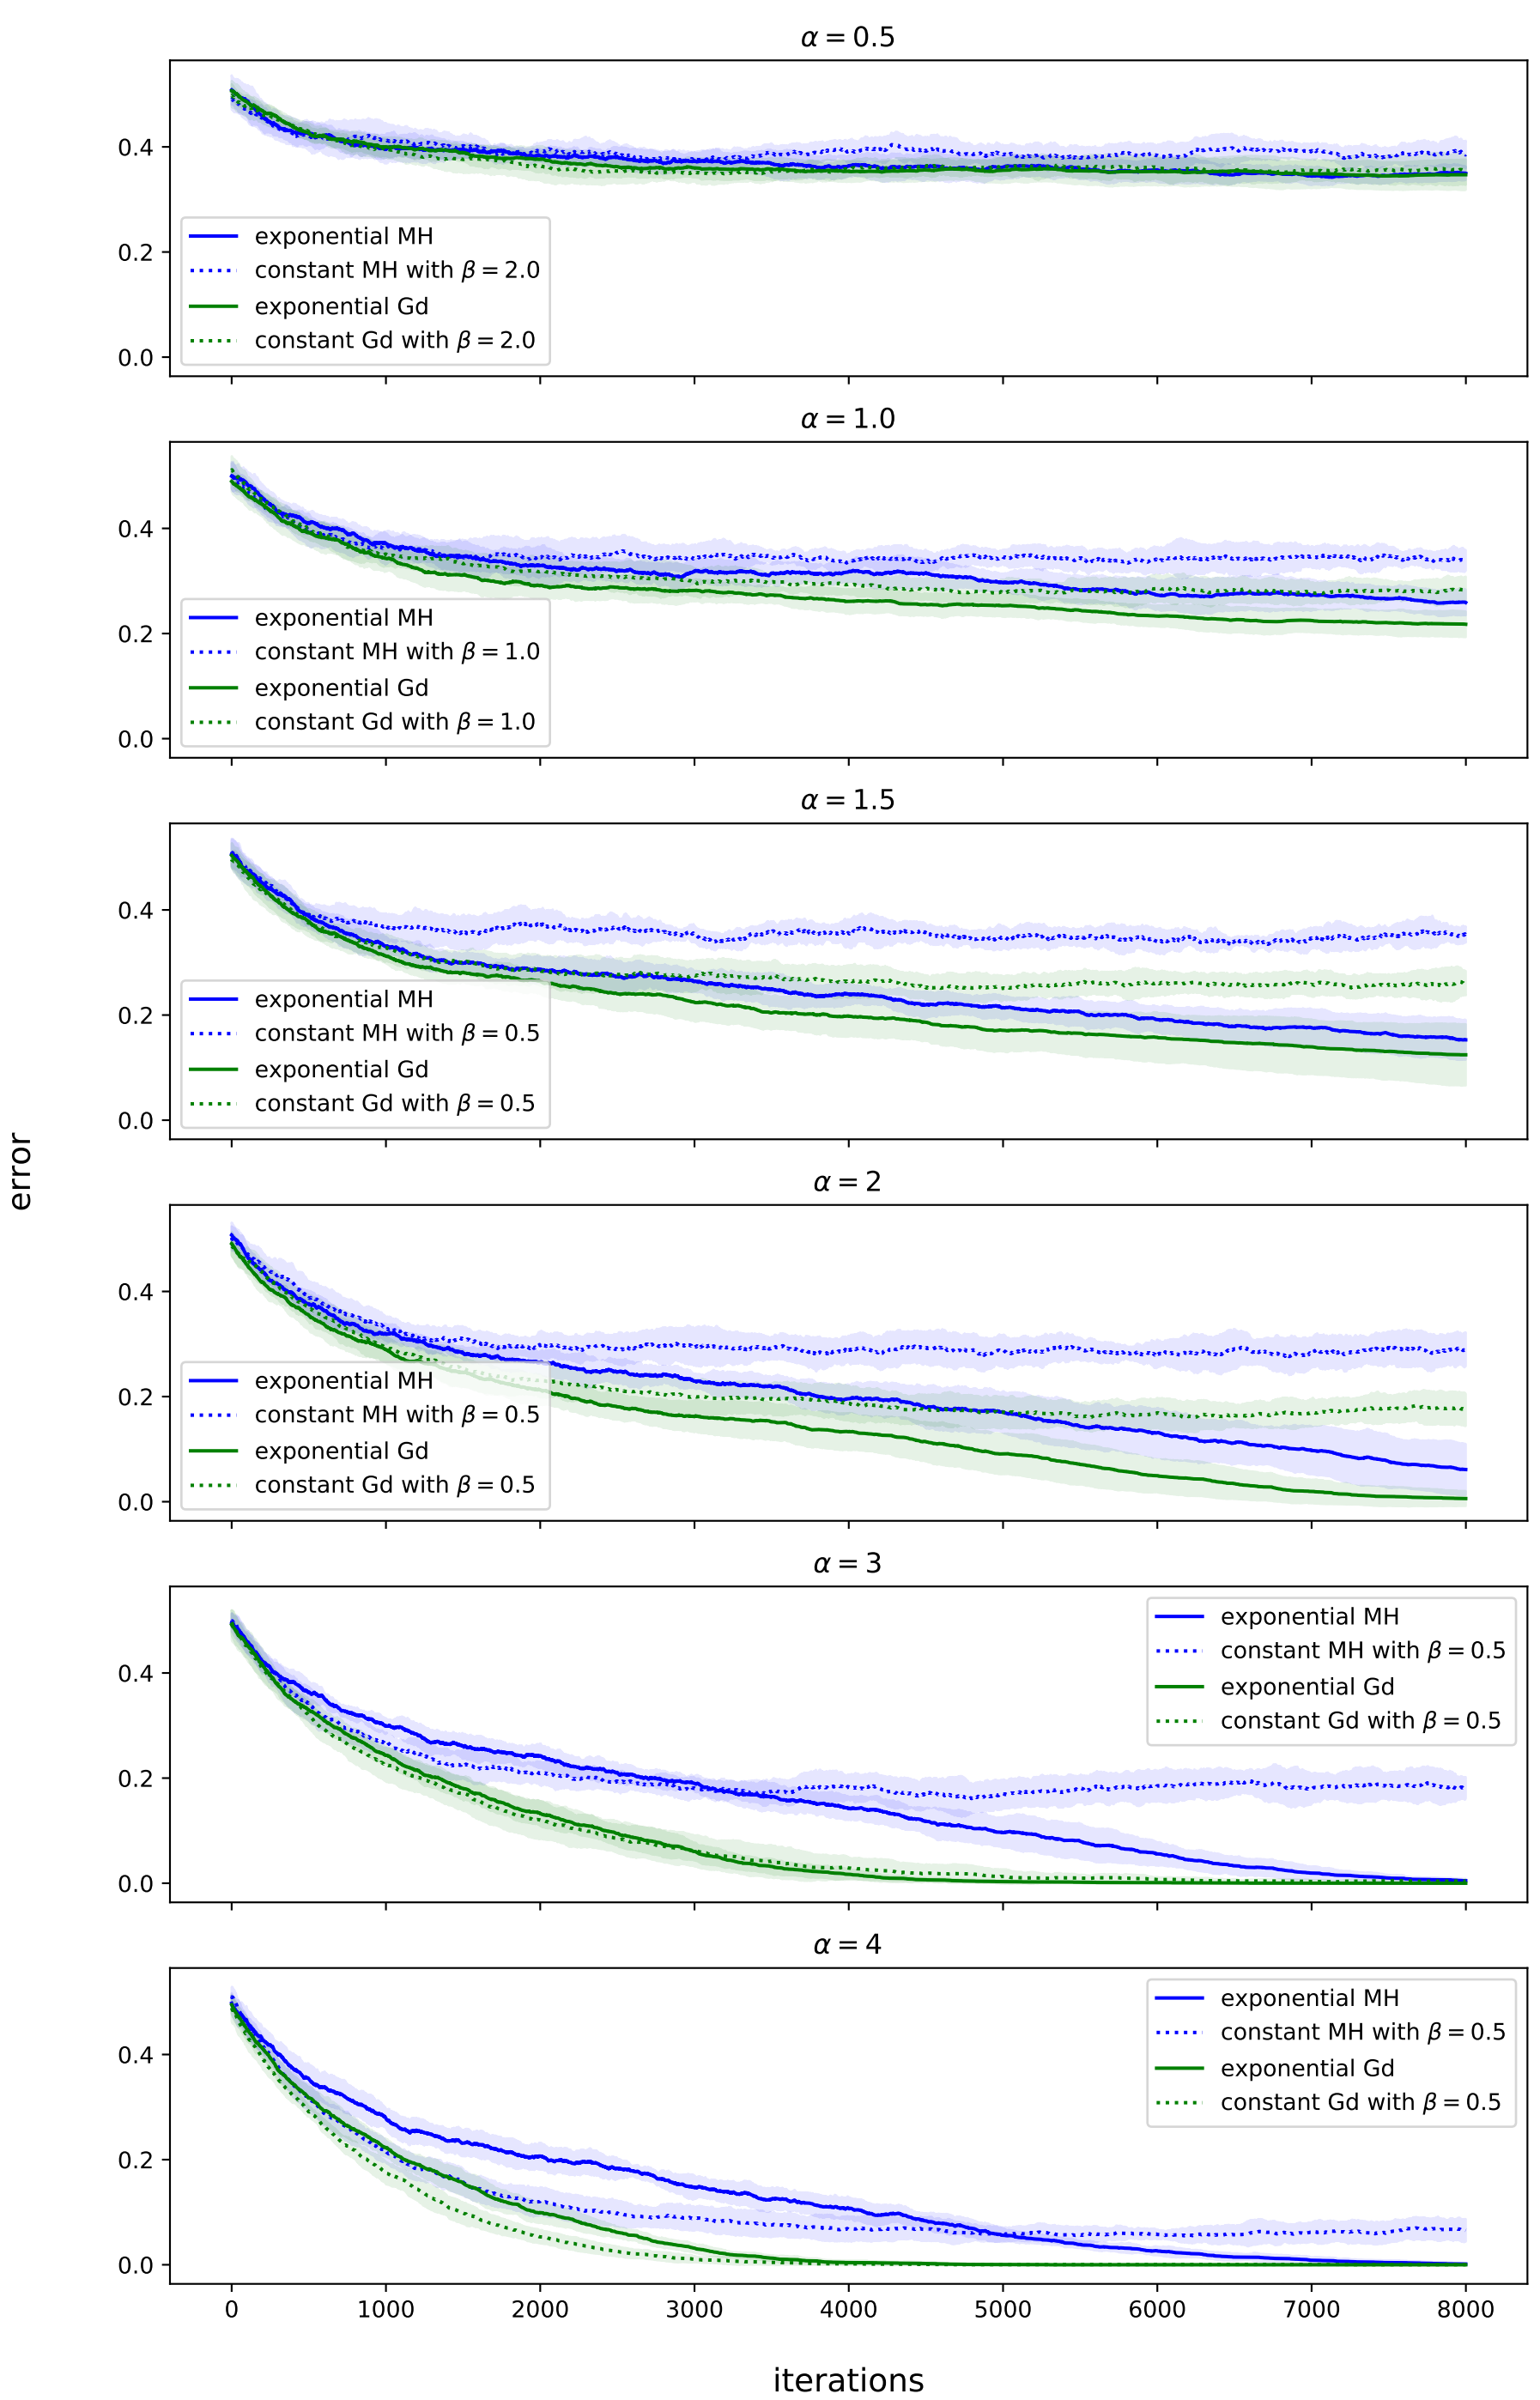 α = 0.5
0.4
0.2
0.0
exponential MH
constant MH with β = 2.0
exponential Gd
constant Gd with β = 2.0
α = 1.0
0.4
0.2
0.0
exponential MH
constant MH with β = 1.0
exponential Gd
constant Gd with β = 1.0
α = 1.5
0.4
0.2
0.0
exponential MH
constant MH with β = 0.5
exponential Gd
constant Gd with β = 0.5
error
α = 2
0.4
0.2
0.0
exponential MH
constant MH with β = 0.5
exponential Gd
constant Gd with β = 0.5
α = 3
0.4
0.2
0.0
exponential MH
constant MH with β = 0.5
exponential Gd
constant Gd with β = 0.5
α = 4
0.4
0.2
0.0
exponential MH
constant MH with β = 0.5
exponential Gd
constant Gd with β = 0.5
0 1000 2000 3000 4000 5000 6000 7000 8000
iterations